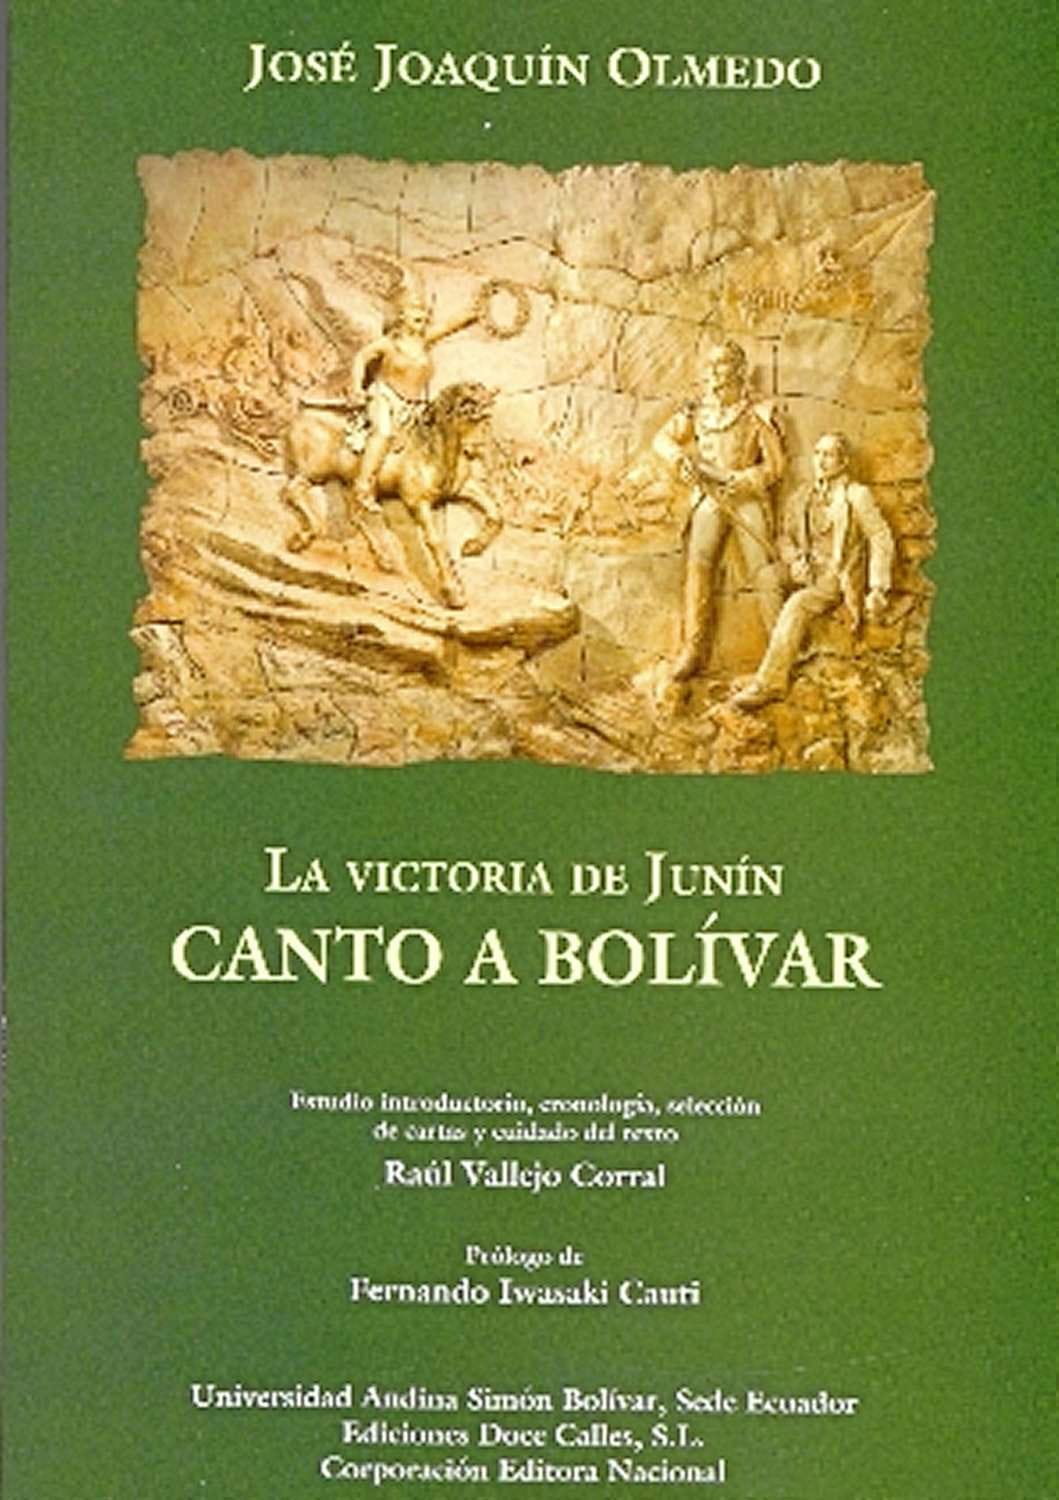 JOSÉ JOAQUÍN OLMEDO
LA VICTORIA DE JUNÍN
CANTO A BOLÍVAR
Estudio introductorio, cronología, selección
de cartas y cuidado del texto
Raúl Vallejo Corral
Prólogo de
Fernando Iwasaki Cauti
Universidad Andina Simón Bolívar, Sede Ecuador
Ediciones Doce Calles, S.L.
Corporación Editora Nacional